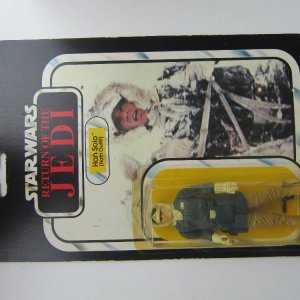 STAR WARS
RETURN OF THE
JEDI
Han Solo
(Hoth Outfit)